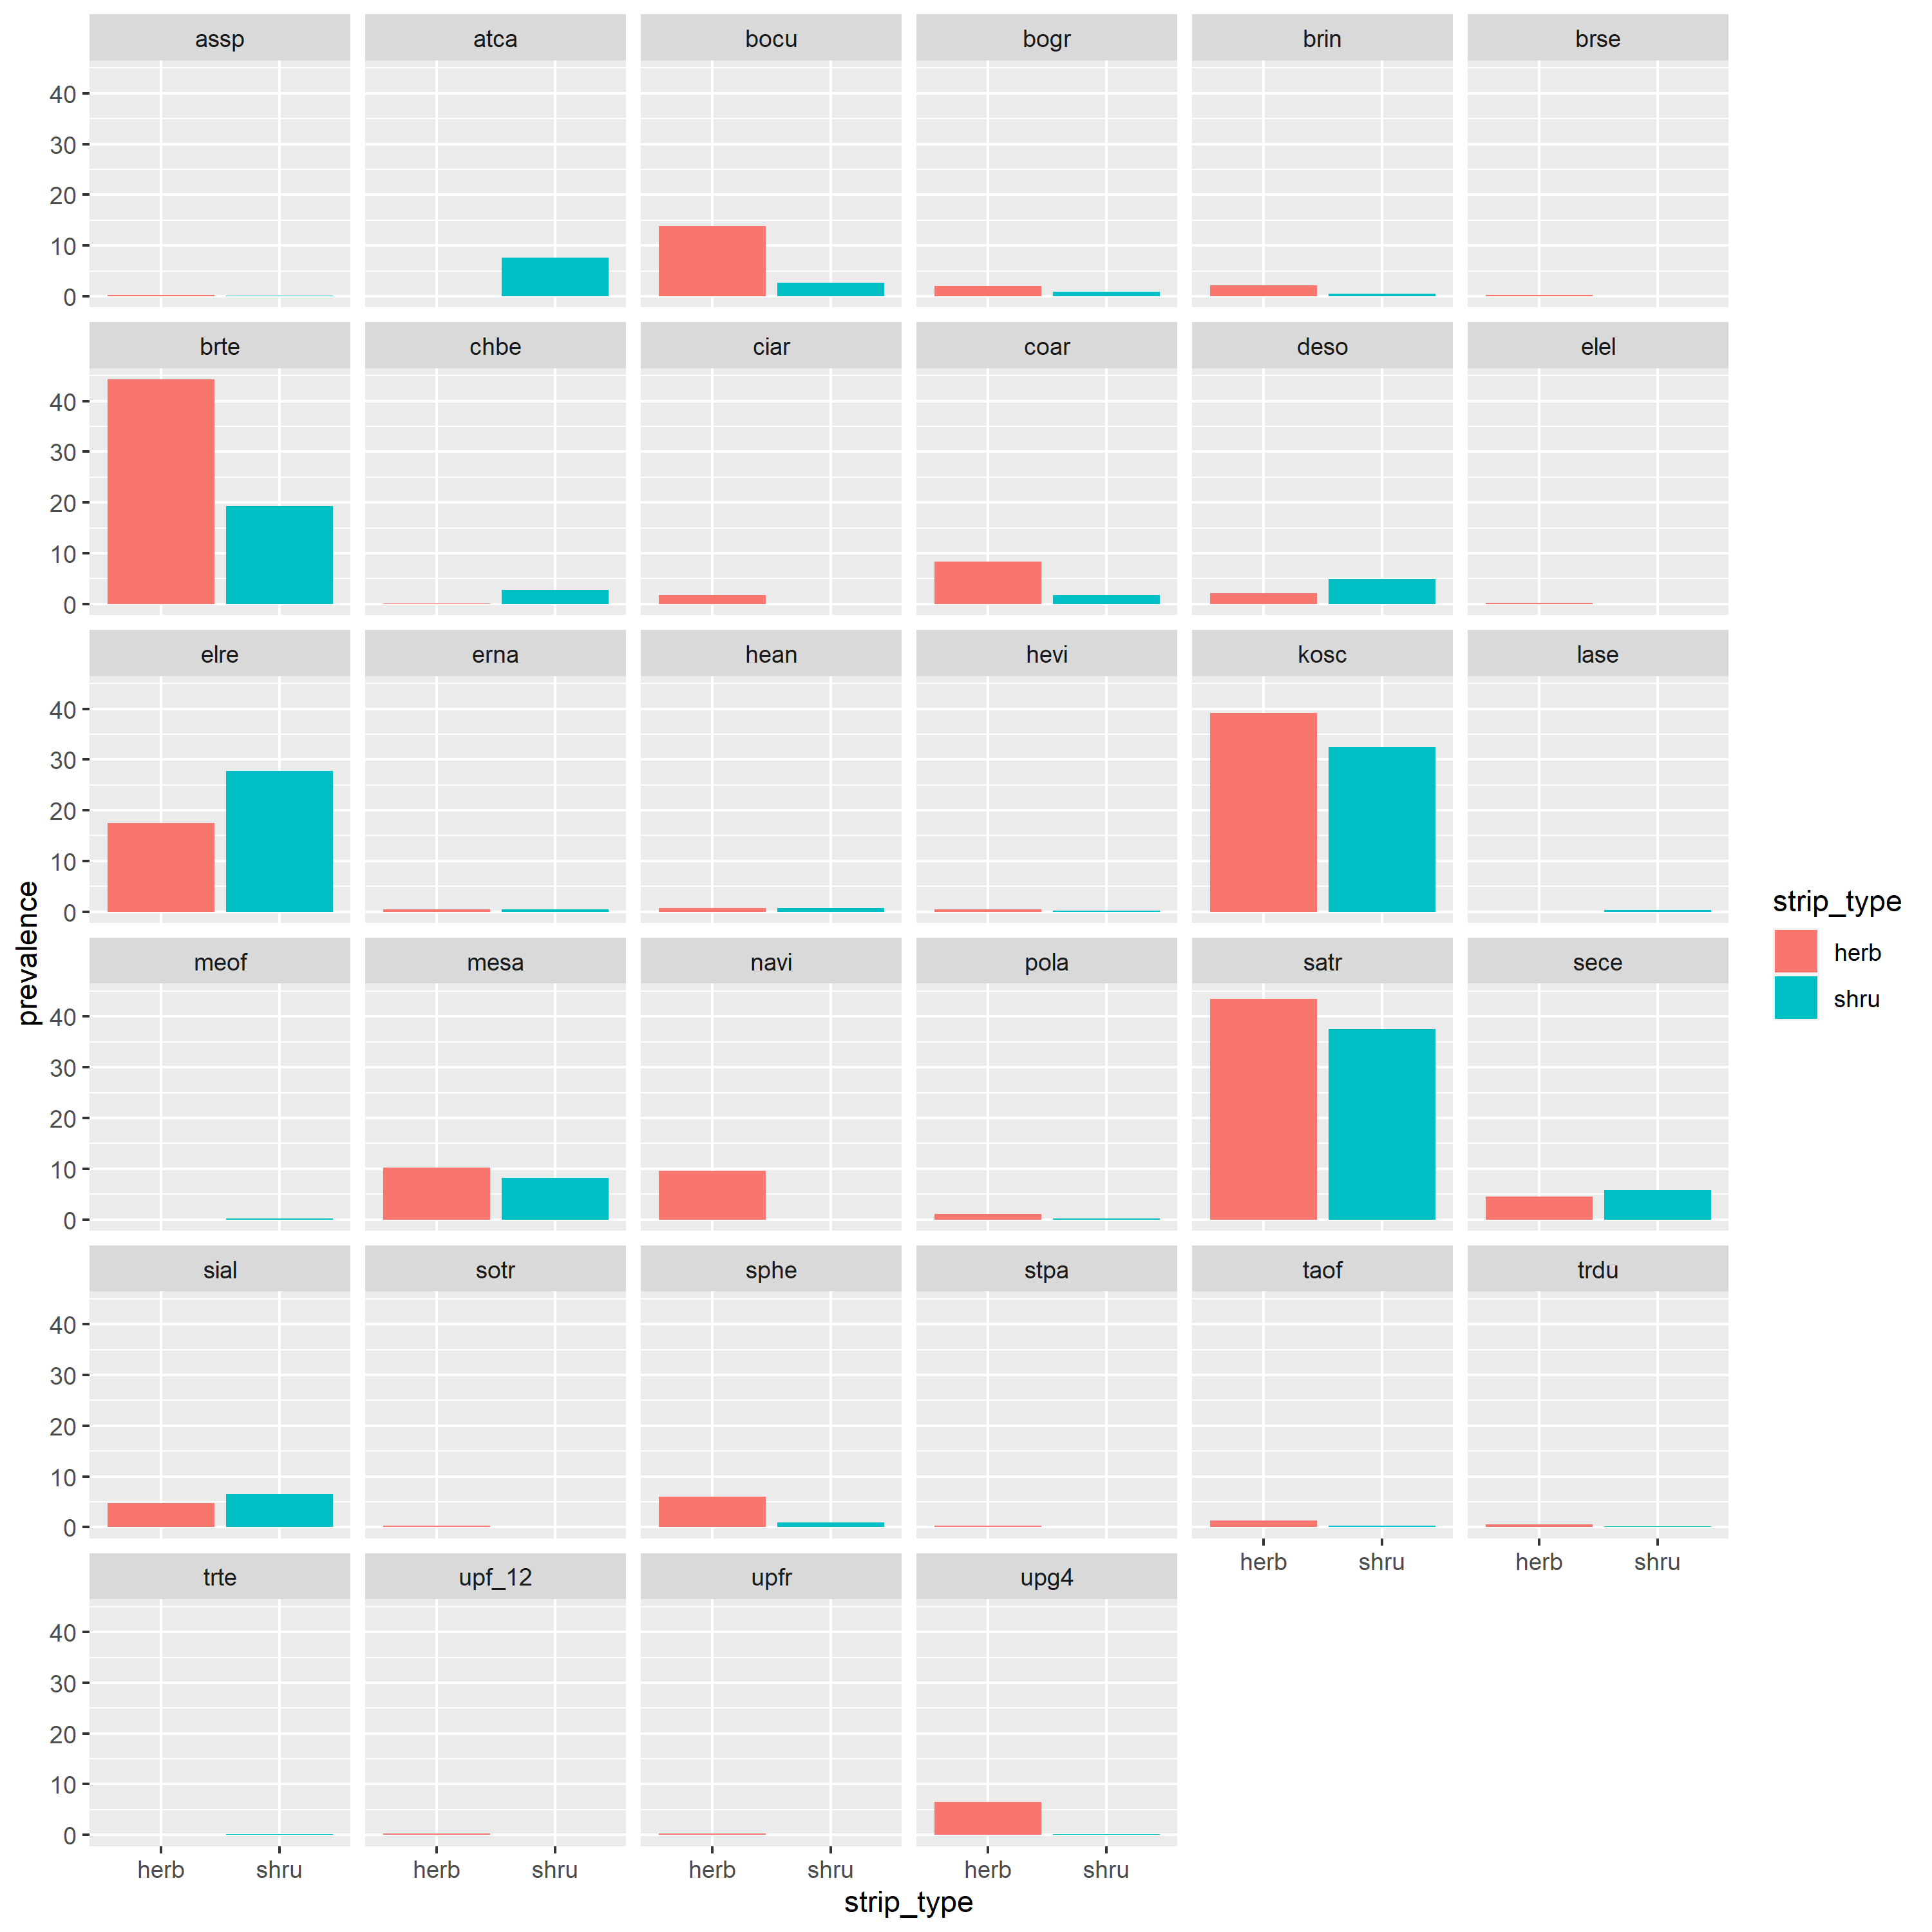 assp atca bocu bogr brin brse
40
30
20
10
0
brte chbe ciar coar deso elel
40
30
20
10
0
elre erna hean hevi kosc lase
40
30
20
10
0
meof mesa navi pola satr sece
40
30
20
10
0
sial sotr sphe stpa taof trdu
40
30
20
10
0
herb shru herb shru
trte upf_12 upfr upg4
40
30
20
10
0
herb shru herb shru herb shru herb shru
strip_type
prevalence
strip_type
herb
shru